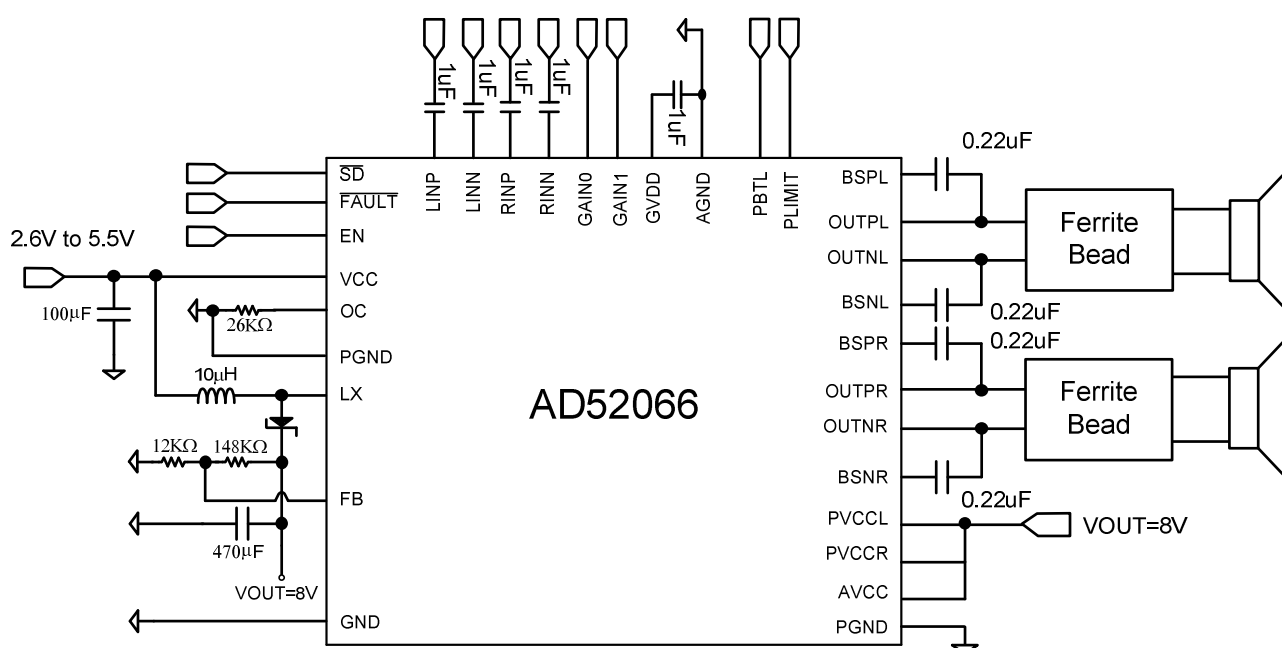 1uF
1uF
1uF
1uF
1uF
LINP
LINN
RINP
RINN
GAIN0
GAIN1
GVDD
AGND
PBTL
PLIMIT
SD
FAULT
EN
2.6V to 5.5V
VCC
100μF
OC
26KΩ
PGND
10μH
LX
12KΩ
148KΩ
FB
470μF
VOUT=8V
GND
AD52066
0.22uF
BSPL
OUTPL
OUTNL
BSNL
0.22uF
BSPR
0.22uF
OUTPR
OUTNR
BSNR
0.22uF
PVCCL
PVCCR
AVCC
PGND
VOUT=8V
Ferrite
Bead
Ferrite
Bead